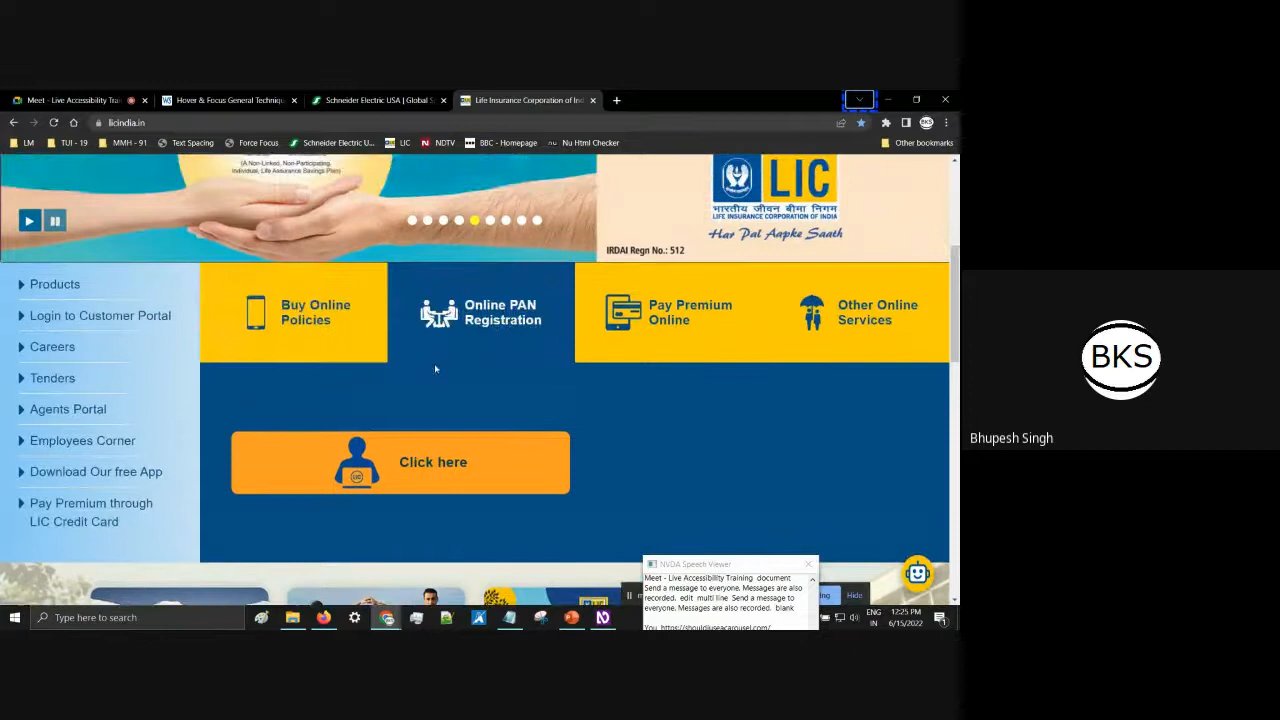 Meet - Live Accessibility Trai
Hover & Focus General Techniqu
Schneider Electric USA | Global S
Life Insurance Corporation of Ind
licindia.in
BKS
LM
TUI - 19
MMH - 91
Text Spacing
Force Focus
Schneider Electric U...
LIC
NDTV
BBC - Homepage
Nu Html Checker
Other bookmarks
(A Non-Linked, Non-Participating,
Individual, Life Assurance Savings Plan)
LIC
भारतीय जीवन बीमा निगम
LIFE INSURANCE CORPORATION OF INDIA
Har Pal Aapke Saath
IRDAI Regn No.: 512
Products
Login to Customer Portal
Careers
Tenders
Agents Portal
Employees Corner
Download Our free App
Pay Premium through
LIC Credit Card
Buy Online
Policies
Online PAN
Registration
Pay Premium
Online
Other Online
Services
Click here
NVDA Speech Viewer
Meet - Live Accessibility Training document
Send a message to everyone. Messages are also
recorded. edit multi line Send a message to
everyone. Messages are also recorded. blank
You https://shouldiuseacarousel.com/
Hide
Type here to search
ENG
IN
12:25 PM
6/15/2022
BKS
Bhupesh Singh